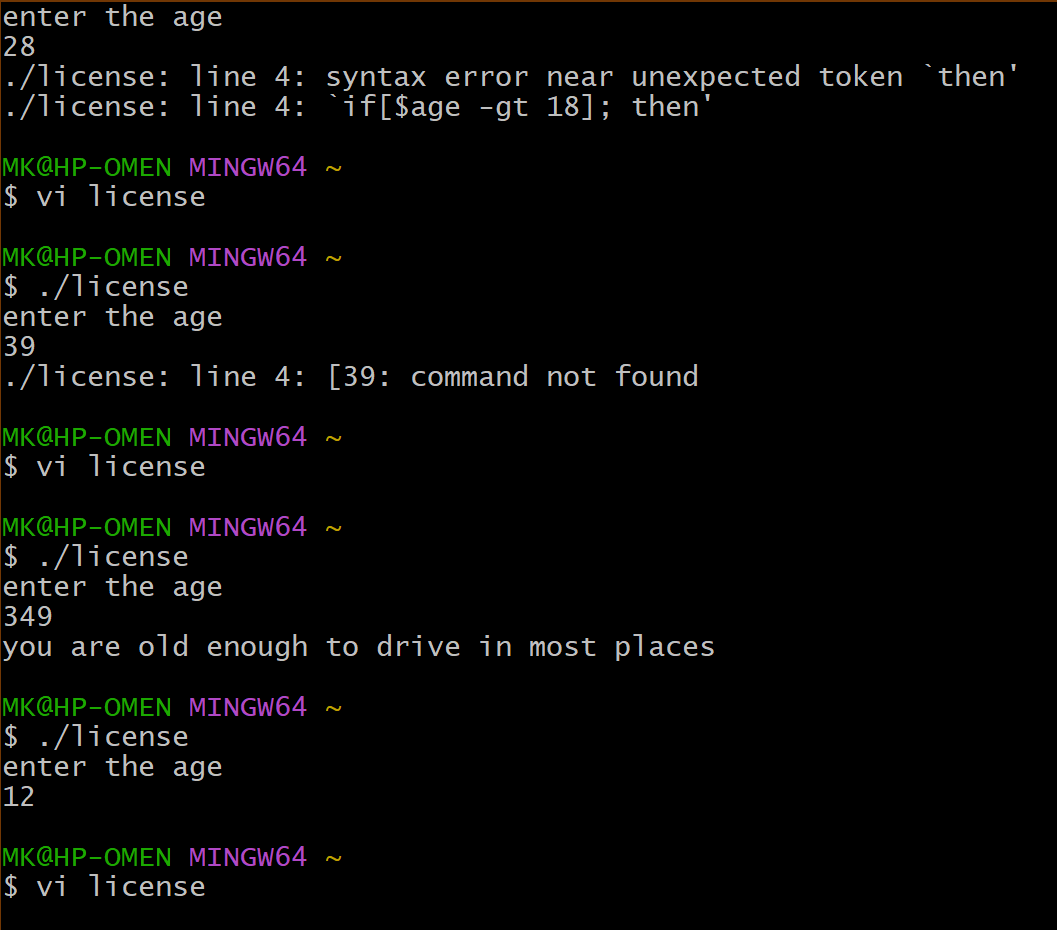 enter the age
28
./license: line 4: syntax error near unexpected token `then'
./license: line 4: `if[$age -gt 18]; then'
MK@HP-OMEN MINGW64 ~
$ vi license
MK@HP-OMEN MINGW64 ~
$ ./license
enter the age
39
./license: line 4: [39: command not found
MK@HP-OMEN MINGW64 ~
$ vi license
MK@HP-OMEN MINGW64 ~
$ ./license
enter the age
349
you are old enough to drive in most places
MK@HP-OMEN MINGW64 ~
$ ./license
enter the age
12
MK@HP-OMEN MINGW64 ~
$ vi license